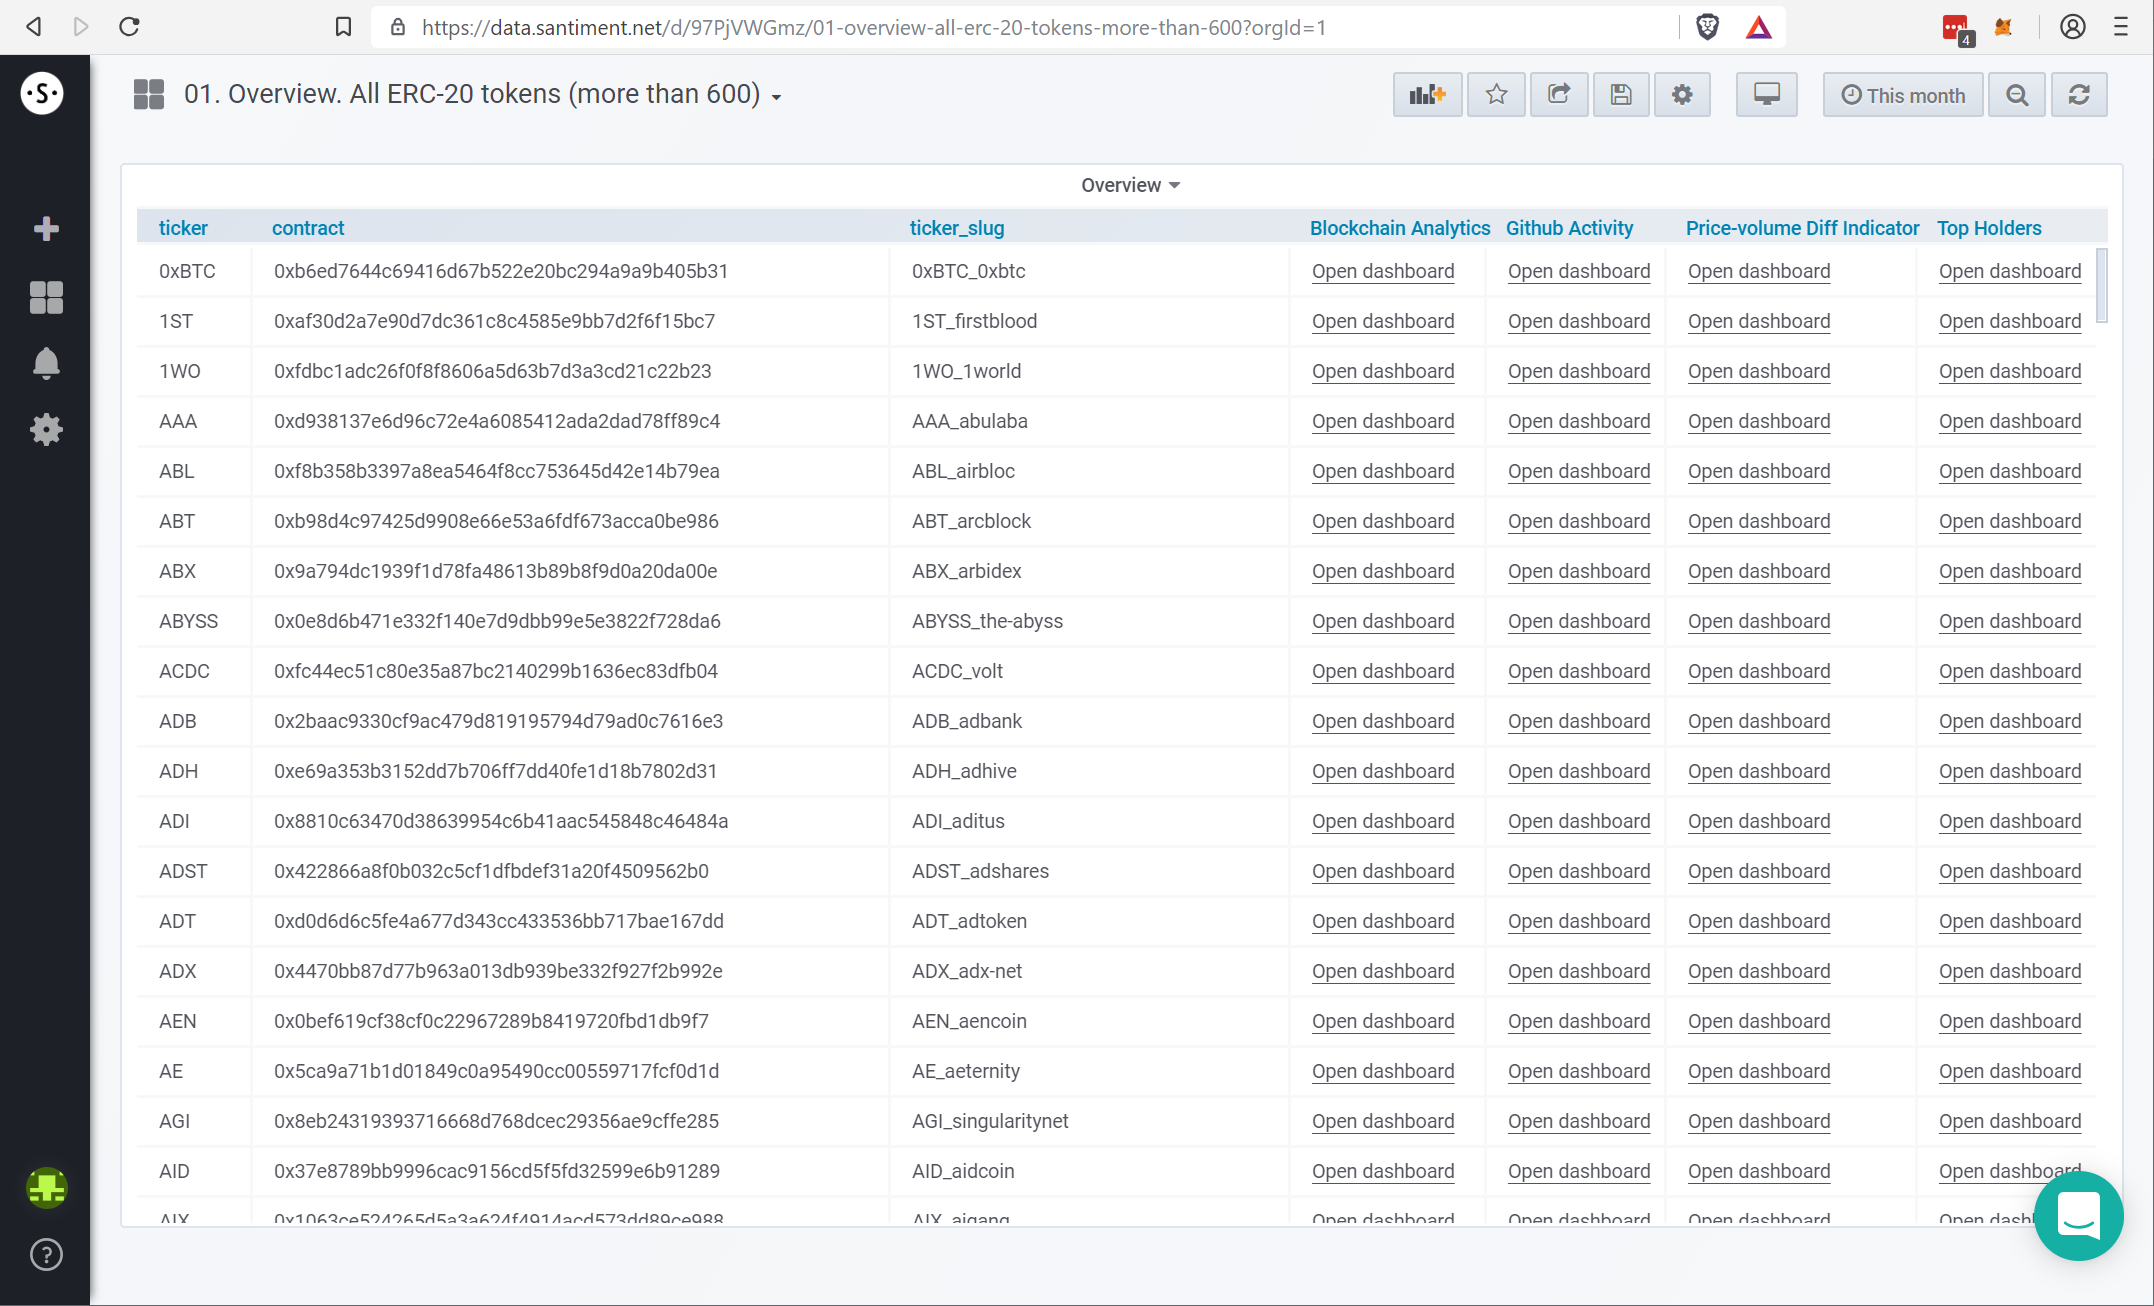 https://data.santiment.net/d/97PjVWGmz/01-overview-all-erc-20-tokens-more-than-600?orgId=1
4
·S·
01. Overview. All ERC-20 tokens (more than 600)
This month
Overview
ticker contract ticker_slug Blockchain Analytics Github Activity Price-volume Diff Indicator Top Holders
0xBTC 0xb6ed7644c69416d67b522e20bc294a9a9b405b31 0xBTC_0xbtc Open dashboard Open dashboard Open dashboard Open dashboard
1ST 0xaf30d2a7e90d7dc361c8c4585e9bb7d2f6f15bc7 1ST_firstblood Open dashboard Open dashboard Open dashboard Open dashboard
1WO 0xfdbc1adc26f0f8f8606a5d63b7d3a3cd21c22b23 1WO_1world Open dashboard Open dashboard Open dashboard Open dashboard
AAA 0xd938137e6d96c72e4a6085412ada2dad78ff89c4 AAA_abulaba Open dashboard Open dashboard Open dashboard Open dashboard
ABL 0xf8b358b3397a8ea5464f8cc753645d42e14b79ea ABL_airbloc Open dashboard Open dashboard Open dashboard Open dashboard
ABT 0xb98d4c97425d9908e66e53a6fdf673acca0be986 ABT_arcblock Open dashboard Open dashboard Open dashboard Open dashboard
ABX 0x9a794dc1939f1d78fa48613b89b8f9d0a20da00e ABX_arbidex Open dashboard Open dashboard Open dashboard Open dashboard
ABYSS 0x0e8d6b471e332f140e7d9dbb99e5e3822f728da6 ABYSS_the-abyss Open dashboard Open dashboard Open dashboard Open dashboard
ACDC 0xfc44ec51c80e35a87bc2140299b1636ec83dfb04 ACDC_volt Open dashboard Open dashboard Open dashboard Open dashboard
ADB 0x2baac9330cf9ac479d819195794d79ad0c7616e3 ADB_adbank Open dashboard Open dashboard Open dashboard Open dashboard
ADH 0xe69a353b3152dd7b706ff7dd40fe1d18b7802d31 ADH_adhive Open dashboard Open dashboard Open dashboard Open dashboard
ADI 0x8810c63470d38639954c6b41aac545848c46484a ADI_aditus Open dashboard Open dashboard Open dashboard Open dashboard
ADST 0x422866a8f0b032c5cf1dfbdef31a20f4509562b0 ADST_adshares Open dashboard Open dashboard Open dashboard Open dashboard
ADT 0xd0d6d6c5fe4a677d343cc433536bb717bae167dd ADT_adtoken Open dashboard Open dashboard Open dashboard Open dashboard
ADX 0x4470bb87d77b963a013db939be332f927f2b992e ADX_adx-net Open dashboard Open dashboard Open dashboard Open dashboard
AEN 0x0bef619cf38cf0c22967289b8419720fbd1db9f7 AEN_aencoin Open dashboard Open dashboard Open dashboard Open dashboard
AE 0x5ca9a71b1d01849c0a95490cc00559717fcf0d1d AE_aeternity Open dashboard Open dashboard Open dashboard Open dashboard
AGI 0x8eb24319393716668d768dcec29356ae9cffe285 AGI_singularitynet Open dashboard Open dashboard Open dashboard Open dashboard
AID 0x37e8789bb9996cac9156cd5f5fd32599e6b91289 AID_aidcoin Open dashboard Open dashboard Open dashboard Open dashboard
AIX 0x1063ce524265d5a3a624f4914acd573dd89ce988 AIX_aigang Open dashboard Open dashboard Open dashboard Open dash
?